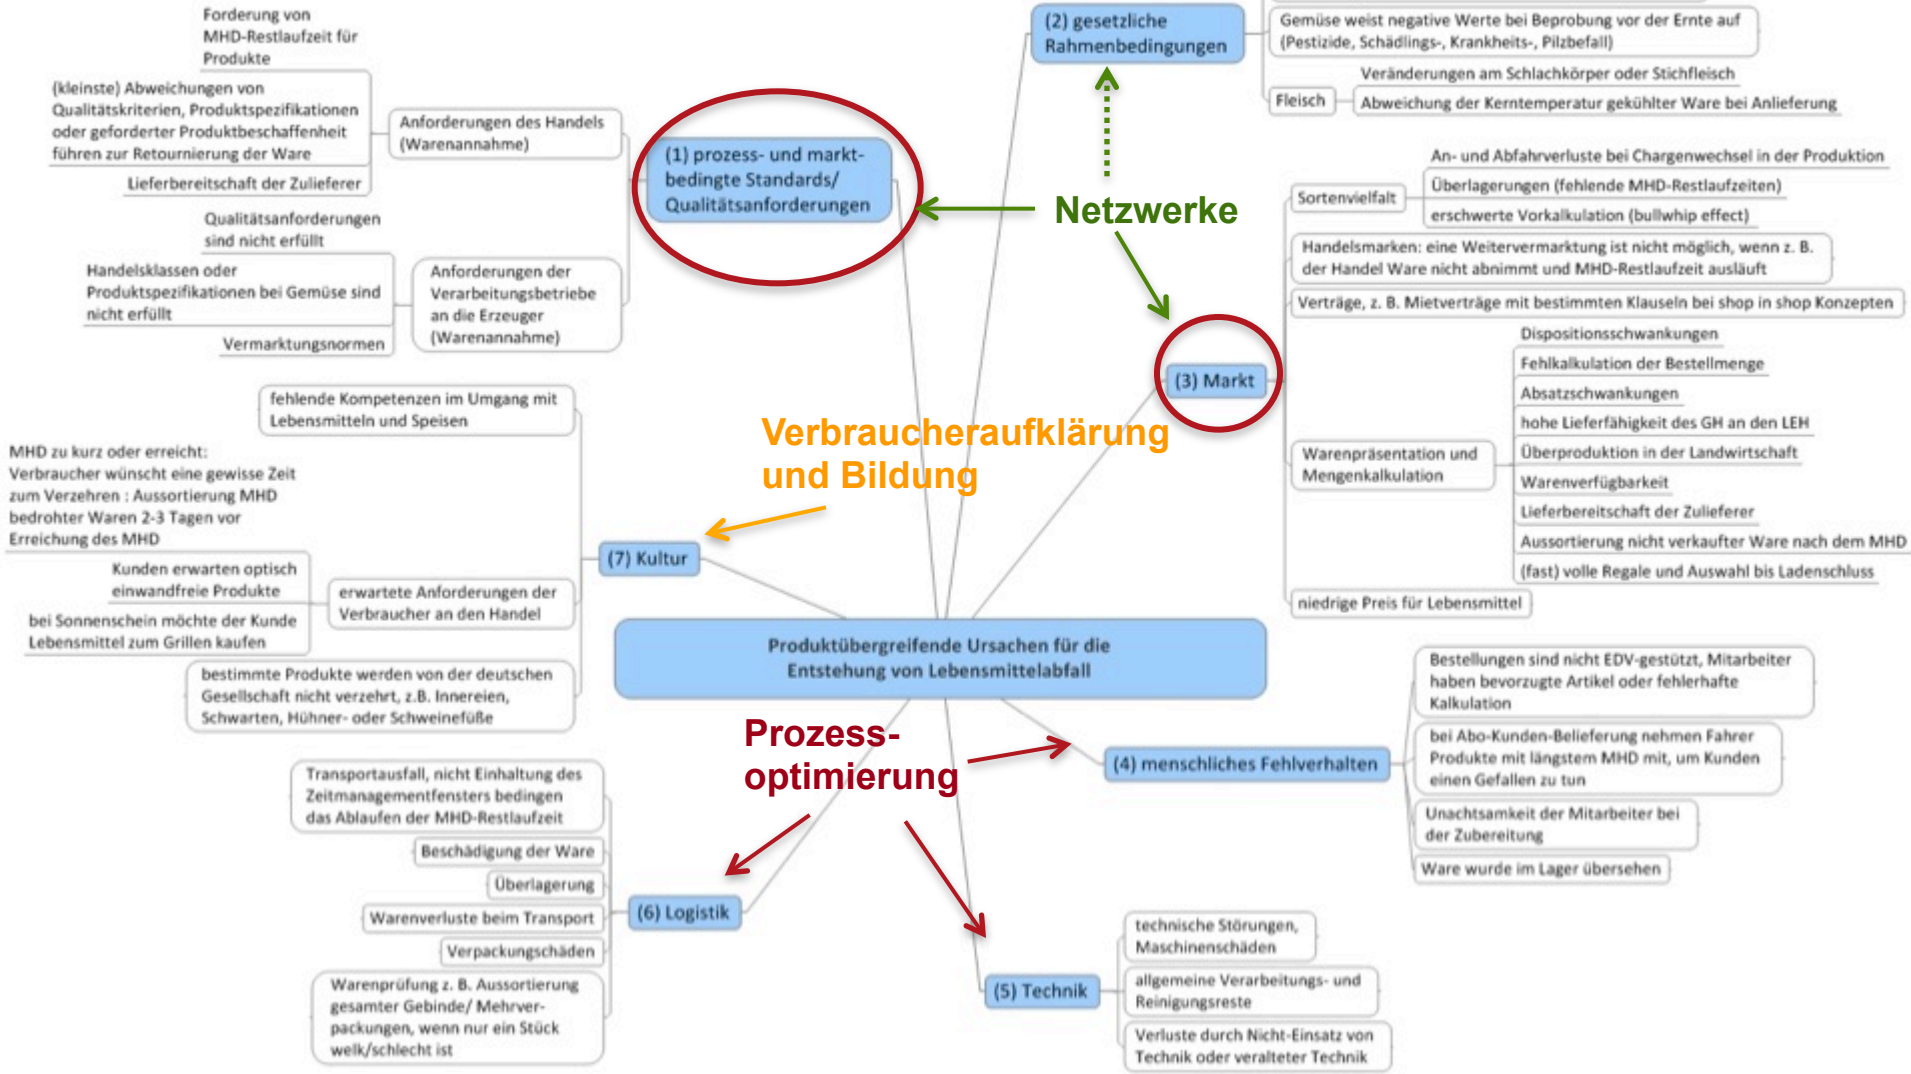 Forderung von
MHD-Restlaufzeit für
Produkte
(kleinste) Abweichungen von
Qualitätskriterien, Produktspezifikationen
oder geforderter Produktbeschaffenheit
führen zur Retournierung der Ware
Lieferbereitschaft der Zulieferer
Anforderungen des Handels
(Warenannahme)
Qualitätsanforderungen
sind nicht erfüllt
Handelsklassen oder
Produktspezifikationen bei Gemüse sind
nicht erfüllt
Vermarktungsnormen
Anforderungen der
Verarbeitungsbetriebe
an die Erzeuger
(Warenannahme)
(1) prozess- und markt-
bedingte Standards/
Qualitätsanforderungen
(2) gesetzliche
Rahmenbedingungen
Gemüse weist negative Werte bei Beprobung vor der Ernte auf
(Pestizide, Schädlings-, Krankheits-, Pilzbefall)
Fleisch
Veränderungen am Schlachkörper oder Stichfleisch
Abweichung der Kerntemperatur gekühlter Ware bei Anlieferung
Netzwerke
(3) Markt
Sortenvielfalt
An- und Abfahrverluste bei Chargenwechsel in der Produktion
Überlagerungen (fehlende MHD-Restlaufzeiten)
erschwerte Vorkalkulation (bullwhip effect)
Handelsmarken: eine Weitervermarktung ist nicht möglich, wenn z. B.
der Handel Ware nicht abnimmt und MHD-Restlaufzeit ausläuft
Verträge, z. B. Mietverträge mit bestimmten Klauseln bei shop in shop Konzepten
Warenpräsentation und
Mengenkalkulation
Dispositionsschwankungen
Fehlkalkulation der Bestellmenge
Absatzschwankungen
hohe Lieferfähigkeit des GH an den LEH
Überproduktion in der Landwirtschaft
Warenverfügbarkeit
Lieferbereitschaft der Zulieferer
Aussortierung nicht verkaufter Ware nach dem MHD
(fast) volle Regale und Auswahl bis Ladenschluss
niedrige Preis für Lebensmittel
Verbraucheraufklärung
und Bildung
(7) Kultur
fehlende Kompetenzen im Umgang mit
Lebensmitteln und Speisen
MHD zu kurz oder erreicht:
Verbraucher wünscht eine gewisse Zeit
zum Verzehren : Aussortierung MHD
bedrohter Waren 2-3 Tagen vor
Erreichung des MHD
Kunden erwarten optisch
einwandfreie Produkte
bei Sonnenschein möchte der Kunde
Lebensmittel zum Grillen kaufen
erwartete Anforderungen der
Verbraucher an den Handel
bestimmte Produkte werden von der deutschen
Gesellschaft nicht verzehrt, z.B. Innereien,
Schwarten, Hühner- oder Schweinefüße
Produktübergreifende Ursachen für die
Entstehung von Lebensmittelabfall
Prozess-
optimierung
(4) menschliches Fehlverhalten
Bestellungen sind nicht EDV-gestützt, Mitarbeiter
haben bevorzugte Artikel oder fehlerhafte
Kalkulation
bei Abo-Kunden-Belieferung nehmen Fahrer
Produkte mit längstem MHD mit, um Kunden
einen Gefallen zu tun
Unachtsamkeit der Mitarbeiter bei
der Zubereitung
Ware wurde im Lager übersehen
(6) Logistik
Transportausfall, nicht Einhaltung des
Zeitmanagementfensters bedingen
das Ablaufen der MHD-Restlaufzeit
Beschädigung der Ware
Überlagerung
Warenverluste beim Transport
Verpackungschäden
Warenprüfung z. B. Aussortierung
gesamter Gebinde/ Mehrver-
packungen, wenn nur ein Stück
welk/schlecht ist
(5) Technik
technische Störungen,
Maschinenschäden
allgemeine Verarbeitungs- und
Reinigungsreste
Verluste durch Nicht-Einsatz von
Technik oder veralteter Technik